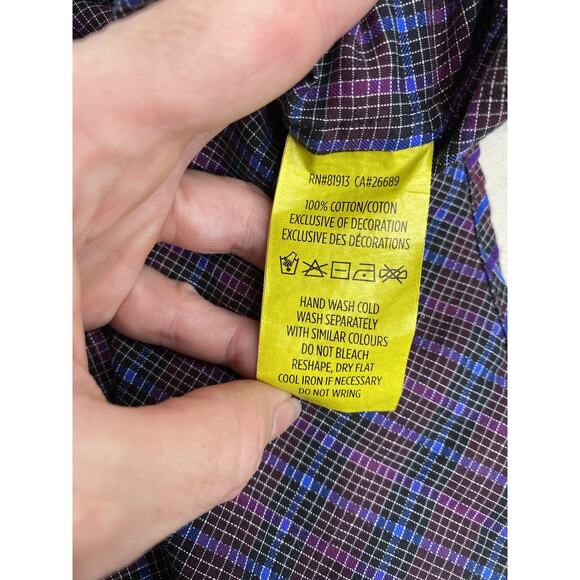 RN#81913 CA#26689
100% COTTON/COTON
EXCLUSIVE OF DECORATION
EXCLUSIVE DES DÉCORATIONS
HAND WASH COLD
WASH SEPARATELY
WITH SIMILAR COLOURS
DO NOT BLEACH
RESHAPE, DRY FLAT
COOL IRON IF NECESSARY
DO NOT WRING